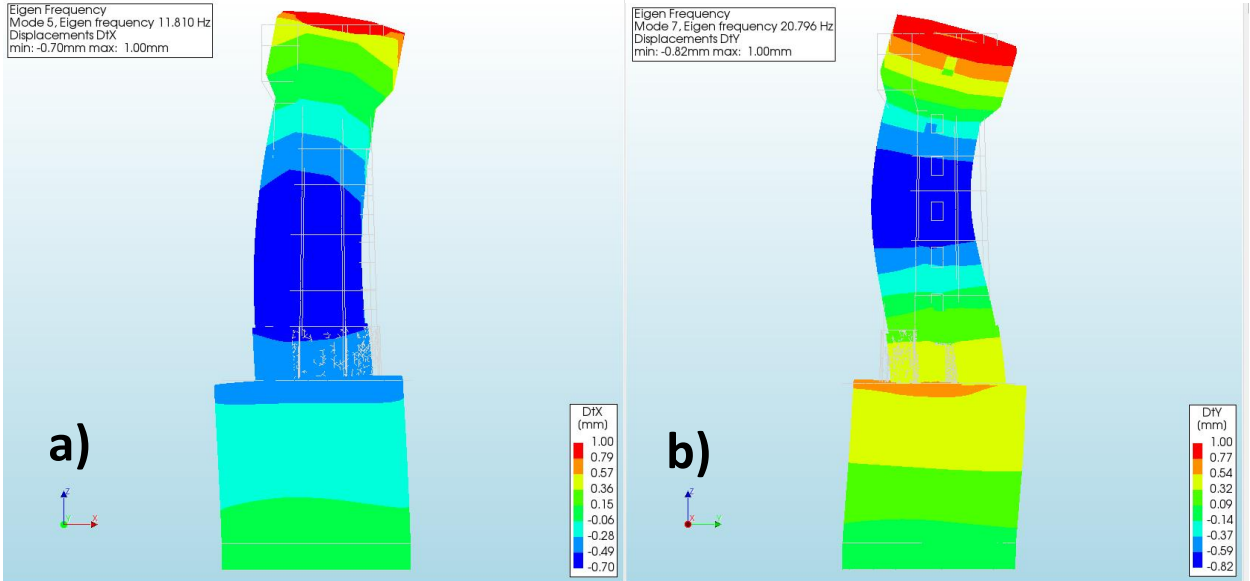 Eigen Frequency
Mode 5, Eigen frequency 11.810 Hz
Displacements DtX
min: -0.70mm max: 1.00mm
a)
Z
Y
X
DtX
(mm)
1.00
0.79
0.57
0.36
0.15
-0.06
-0.28
-0.49
-0.70
Eigen Frequency
Mode 7, Eigen frequency 20.796 Hz
Displacements DtY
min: -0.82mm max: 1.00mm
b)
Z
X
Y
DtY
(mm)
1.00
0.77
0.54
0.32
0.09
-0.14
-0.37
-0.59
-0.82